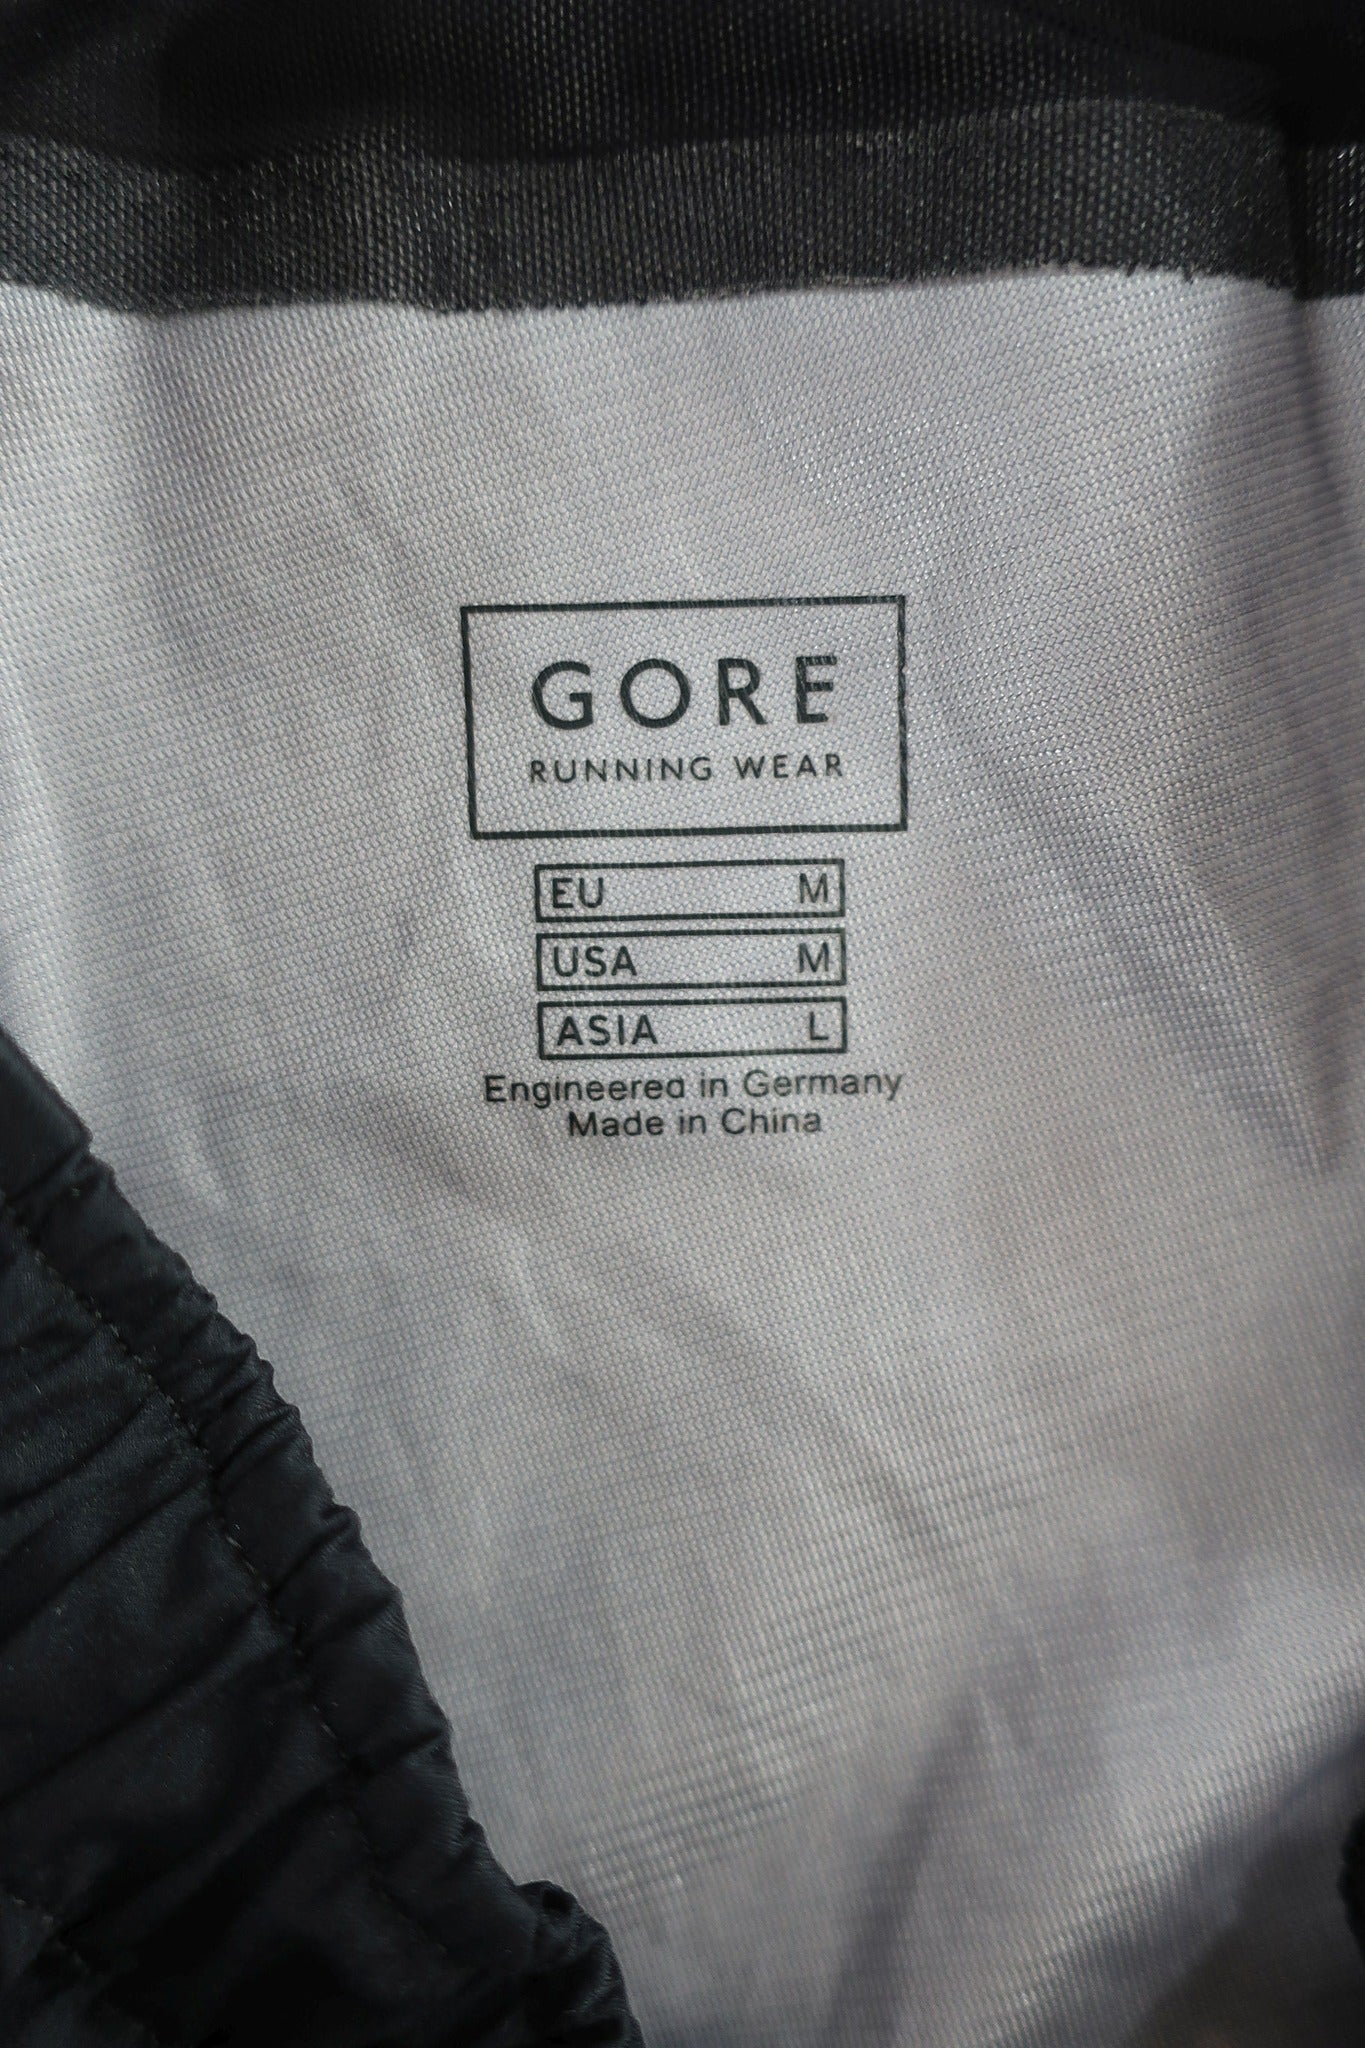 GORE
RUNNING WEAR
EU M
USA M
ASIA L
Engineered in Germany
Made in China